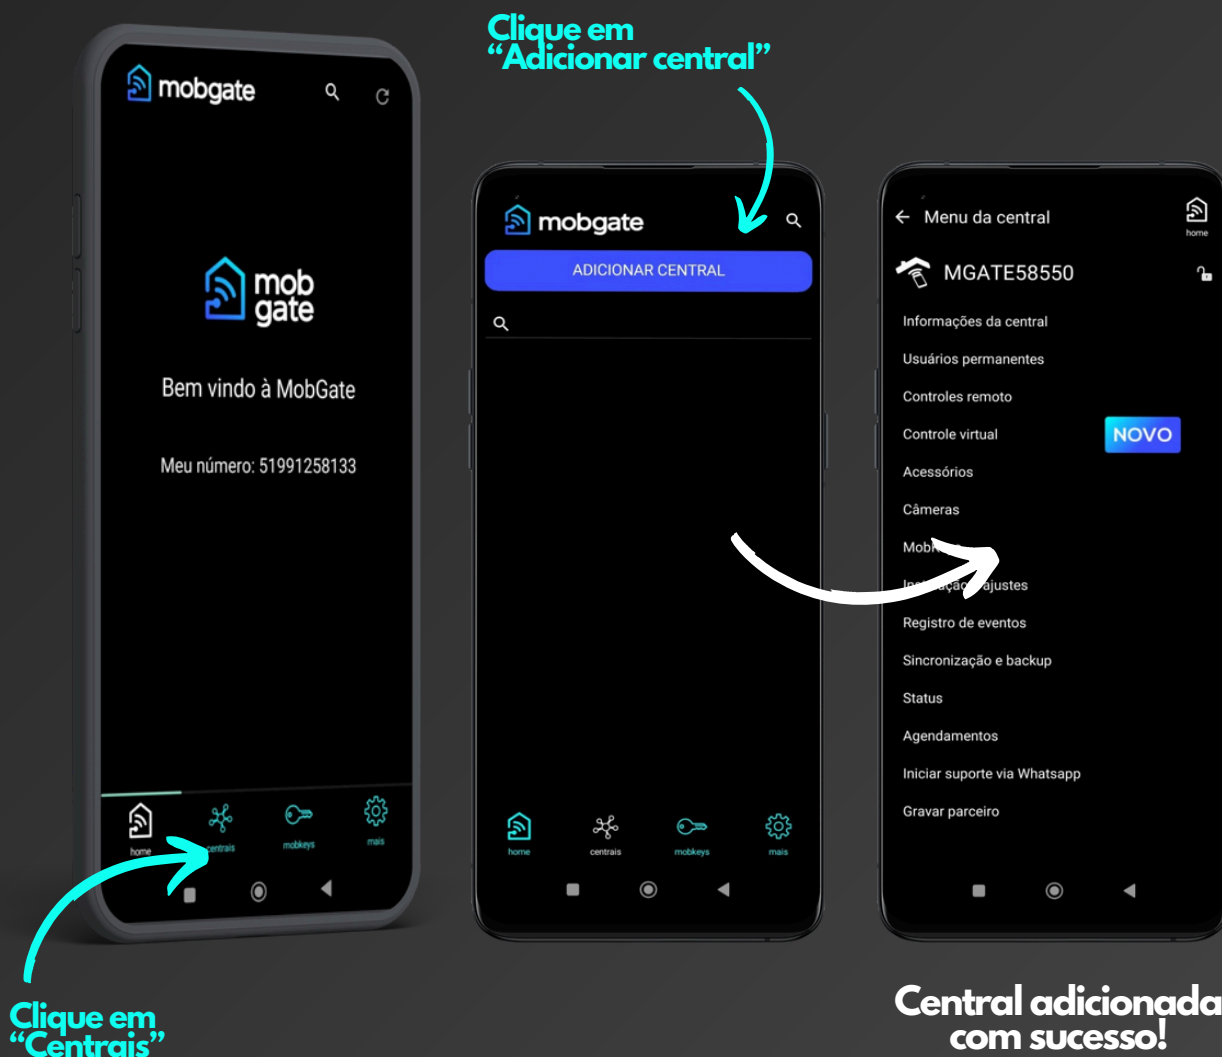 Clique em
“Adicionar central”
mobgate
mob
gate
Bem vindo à MobGate
Meu número: 51991258133
home
centrais
mobkeys
mais
Clique em
“Centrais”
mobgate
ADICIONAR CENTRAL
home
centrais
mobkeys
mais
Menu da central
home
MGATE58550
Informações da central
Usuários permanentes
Controles remoto
Controle virtual
NOVO
Acessórios
Câmeras
ajustes
Registro de eventos
Sincronização e backup
Status
Agendamentos
Iniciar suporte via Whatsapp
Gravar parceiro
Central adicionada
com sucesso!